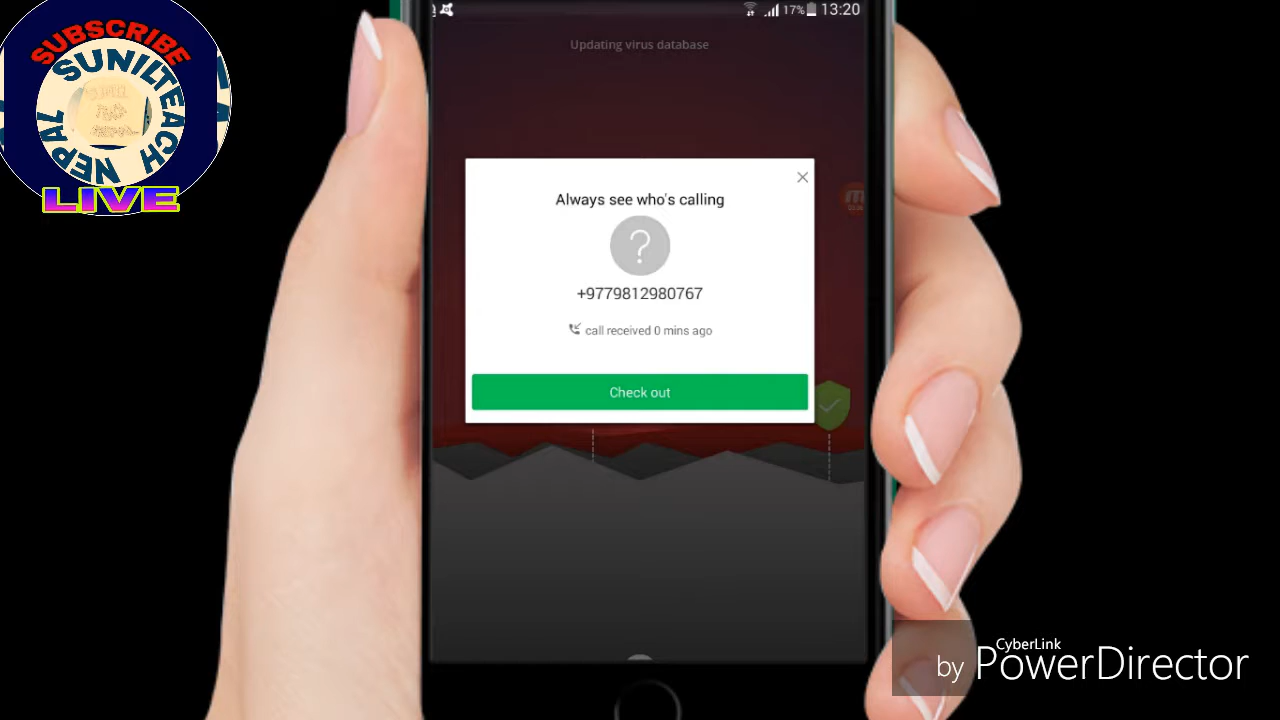 SUBSCRIBE
SUNILTEACH
NEPAL
LIVE
17% 13:20
Updating virus database
Always see who's calling
?
+9779812980767
call received 0 mins ago
Check out
CyberLink
by PowerDirector